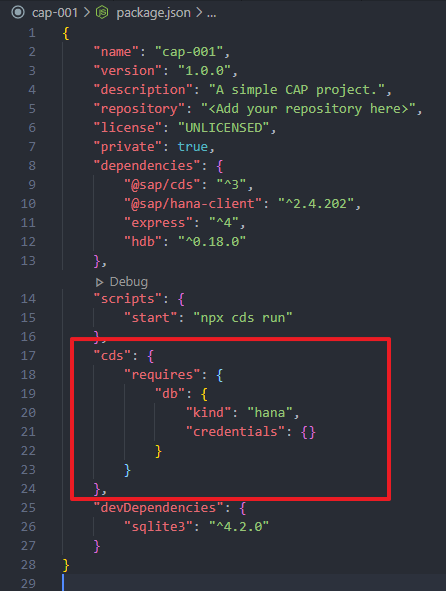 cap-001 > package.json > ...
1 {
2 "name": "cap-001",
3 "version": "1.0.0",
4 "description": "A simple CAP project.",
5 "repository": "<Add your repository here>",
6 "license": "UNLICENSED",
7 "private": true,
8 "dependencies": {
9 "@sap/cds": "^3",
10 "@sap/hana-client": "^2.4.202",
11 "express": "^4",
12 "hdb": "^0.18.0"
13 },
Debug
14 "scripts": {
15 "start": "npx cds run"
16 },
17 "cds": {
18 "requires": {
19 "db": {
20 "kind": "hana",
21 "credentials": {}
22 }
23 }
24 },
25 "devDependencies": {
26 "sqlite3": "^4.2.0"
27 }
28 }
29